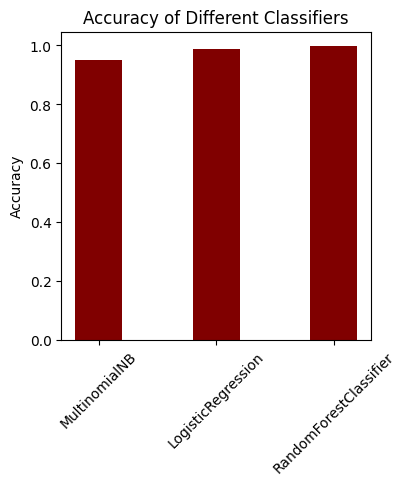 Accuracy of Different Classifiers
1.0
0.8
0.6
0.4
0.2
0.0
Accuracy
MultinomialNB
LogisticRegression
RandomForestClassifier